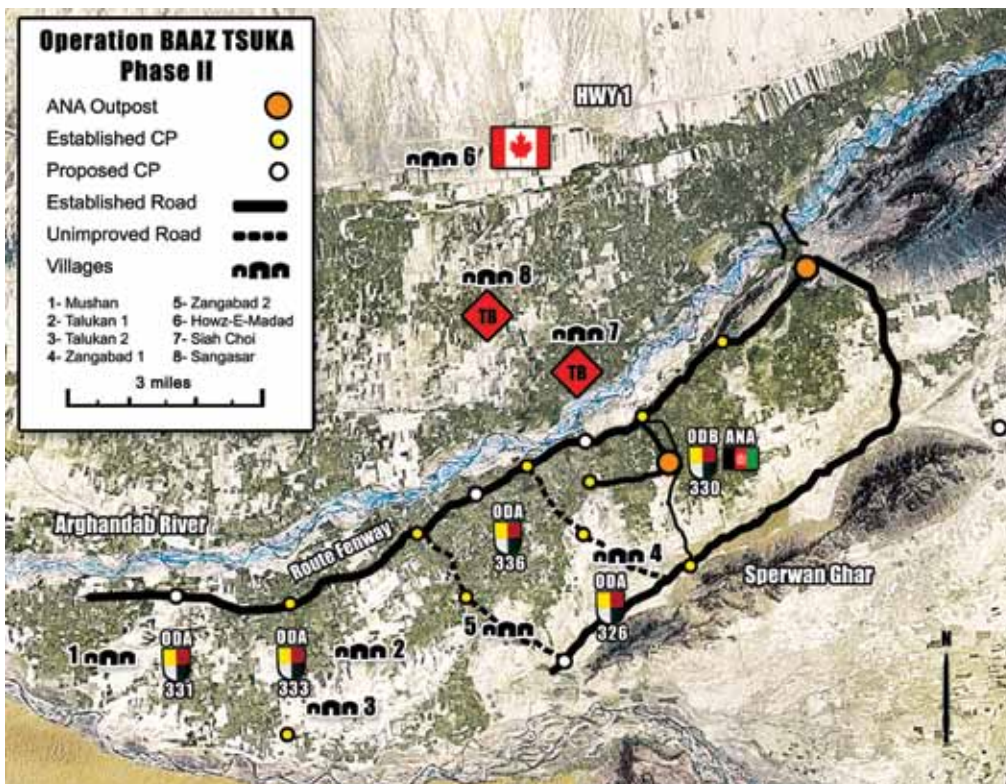 Operation BAAZ TSUKA
Phase II
ANA Outpost
Established CP
Proposed CP
Established Road
Unimproved Road
Villages
1- Mushan
2- Talukan 1
3- Talukan 2
4- Zangabad 1
5- Zangabad 2
6- Howz-E-Madad
7- Siah Choi
8- Sangasar
3 miles
HWY 1
6
8
TB
7
TB
ODB ANA
330
Arghandab River
Route Fenway
ODA
336
4
Sperwan Ghar
ODA
326
5
1
ODA
331
ODA
333
2
3
N